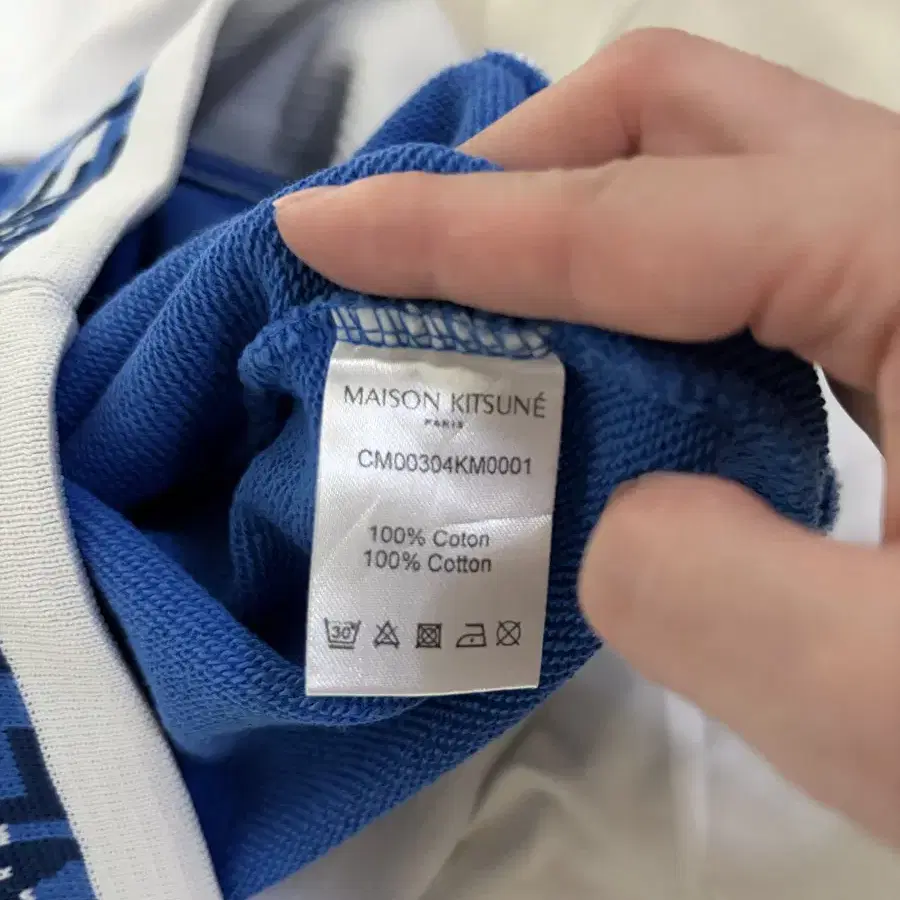 MAISON KITSUNÉ
PARIS
CM00304KM0001
100% Coton
100% Cotton
30°